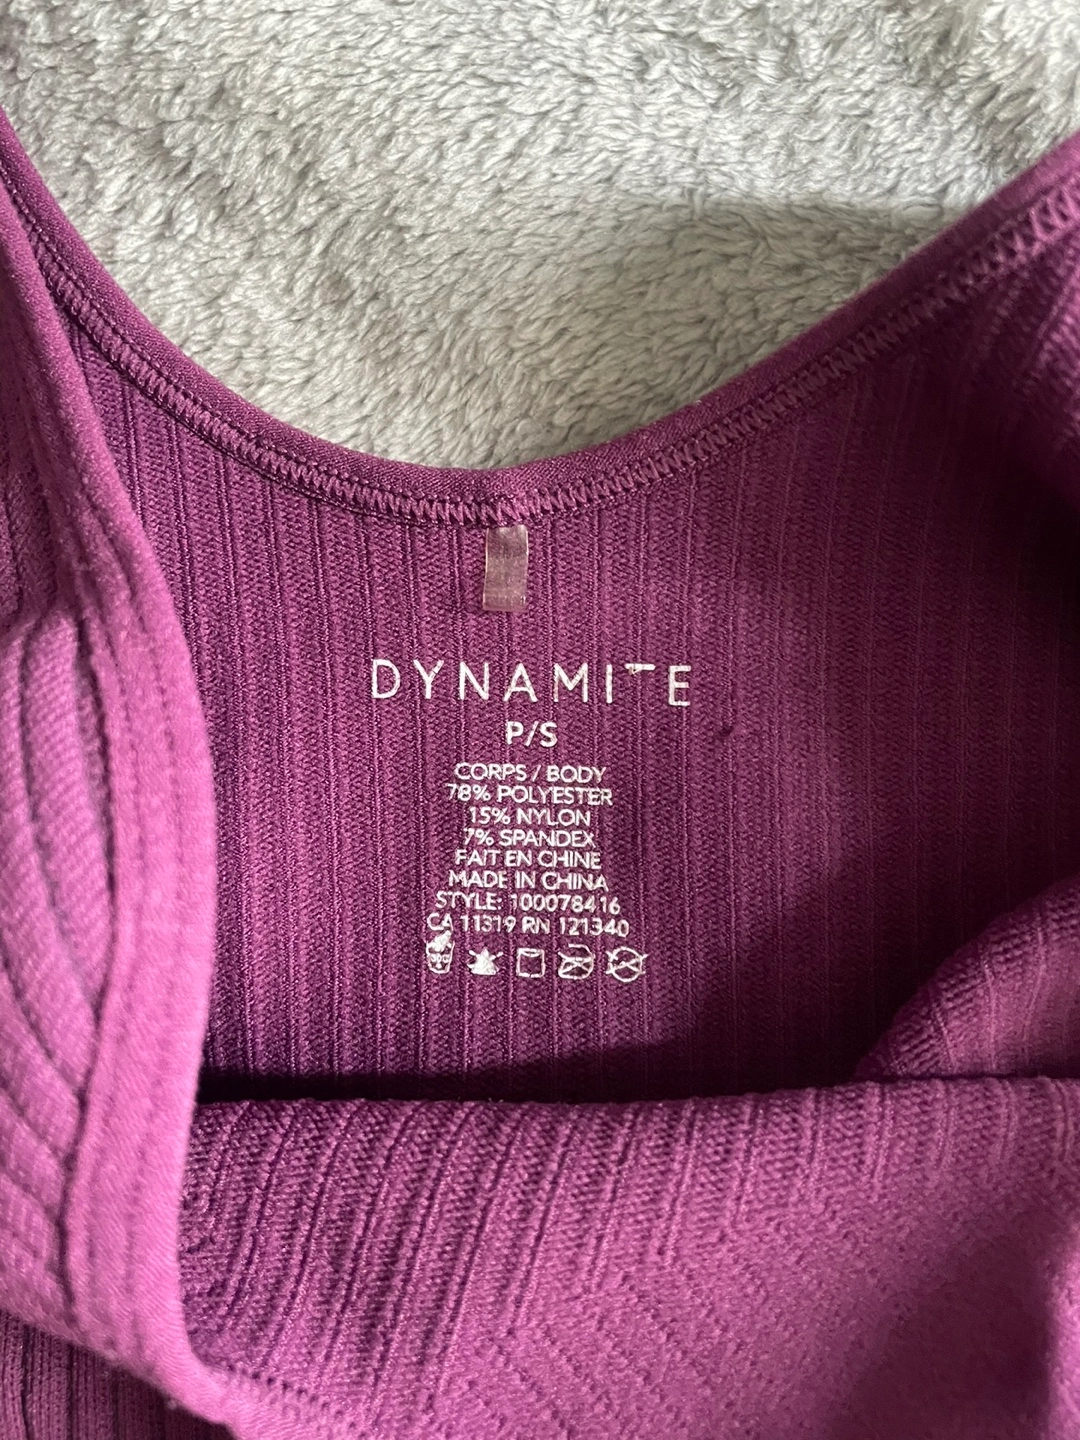 DYNAMITE
P/S
CORPS / BODY
78% POLYESTER
15% NYLON
7% SPANDEX
FAIT EN CHINE
MADE IN CHINA
STYLE: 100078416
CA 11319 RN 121340